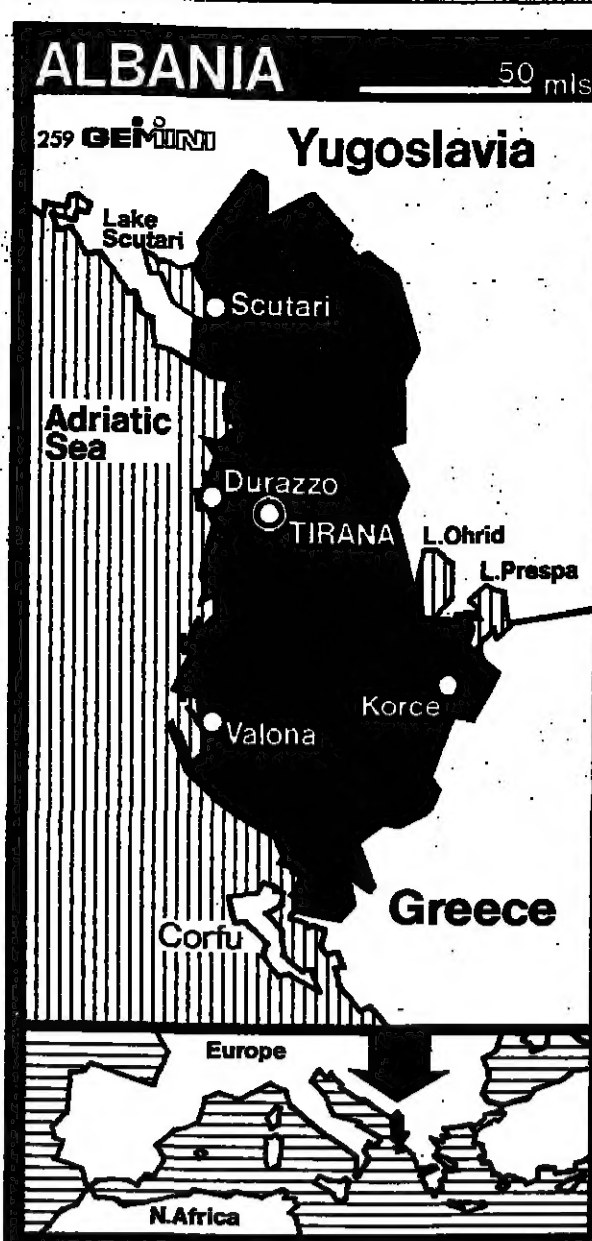 ALBANIA
50 mls
259 GEMINI
Yugoslavia
Lake
Scutari
Scutari
Adriatic
Sea
Durazzo
TIRANA
L.Ohrid
L.Prespa
Korce
Valona
Greece
Corfu
Europe
N.Africa